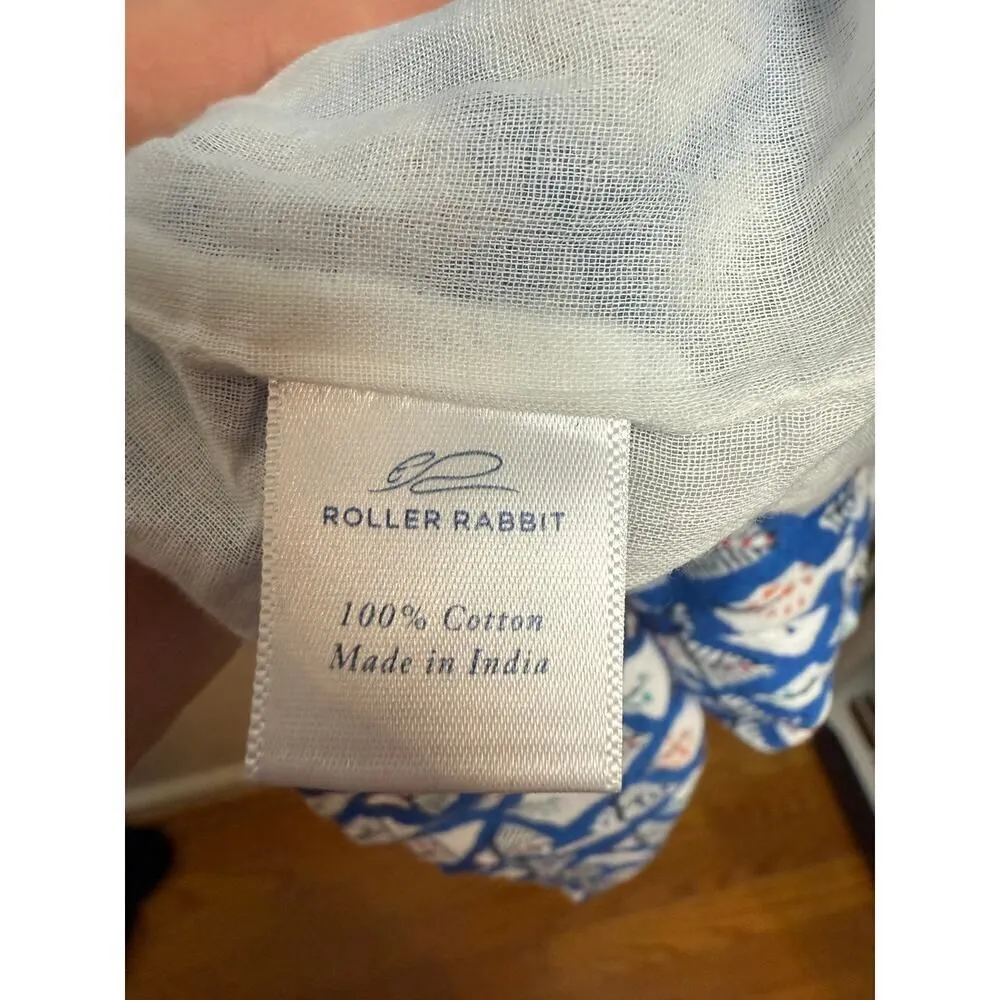 ROLLER RABBIT
100% Cotton
Made in India